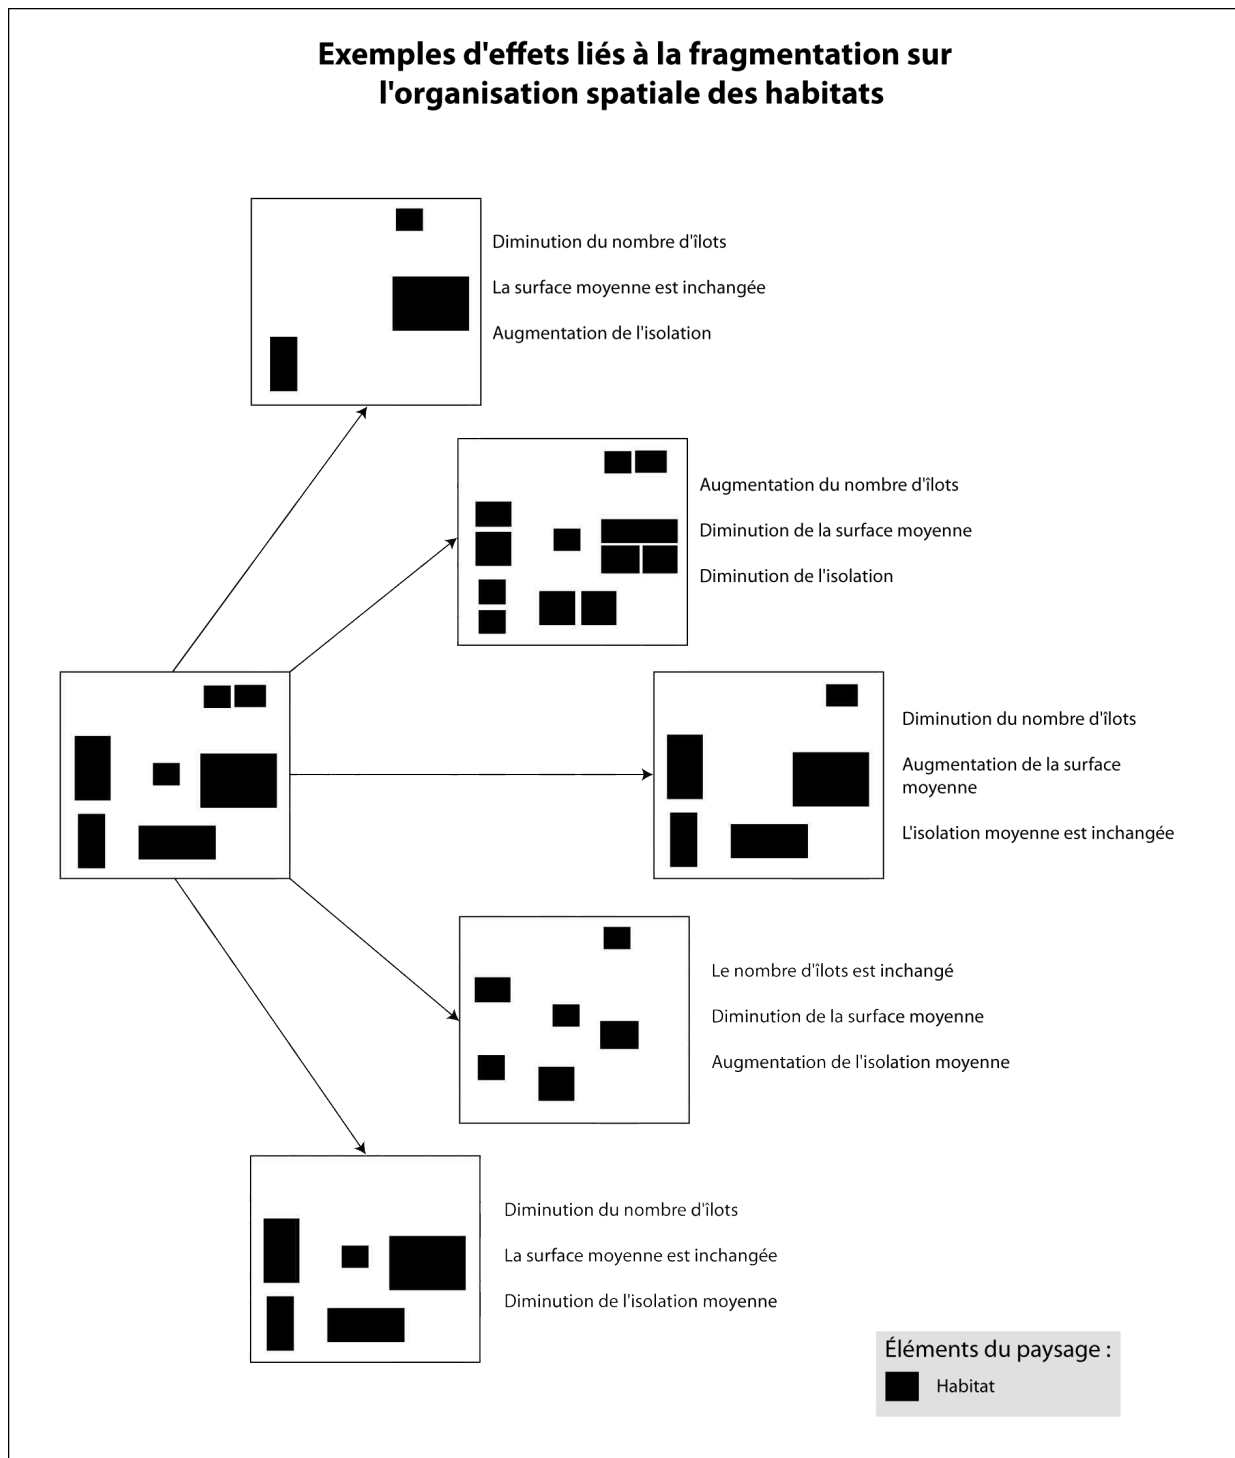 Exemples d'effets liés à la fragmentation sur
l'organisation spatiale des habitats
Diminution du nombre d'îlots
La surface moyenne est inchangée
Augmentation de l'isolation
Augmentation du nombre d'îlots
Diminution de la surface moyenne
Diminution de l'isolation
Diminution du nombre d'îlots
Augmentation de la surface
moyenne
L'isolation moyenne est inchangée
Le nombre d'îlots est inchangé
Diminution de la surface moyenne
Augmentation de l'isolation moyenne
Diminution du nombre d'îlots
La surface moyenne est inchangée
Diminution de l'isolation moyenne
Éléments du paysage :
Habitat